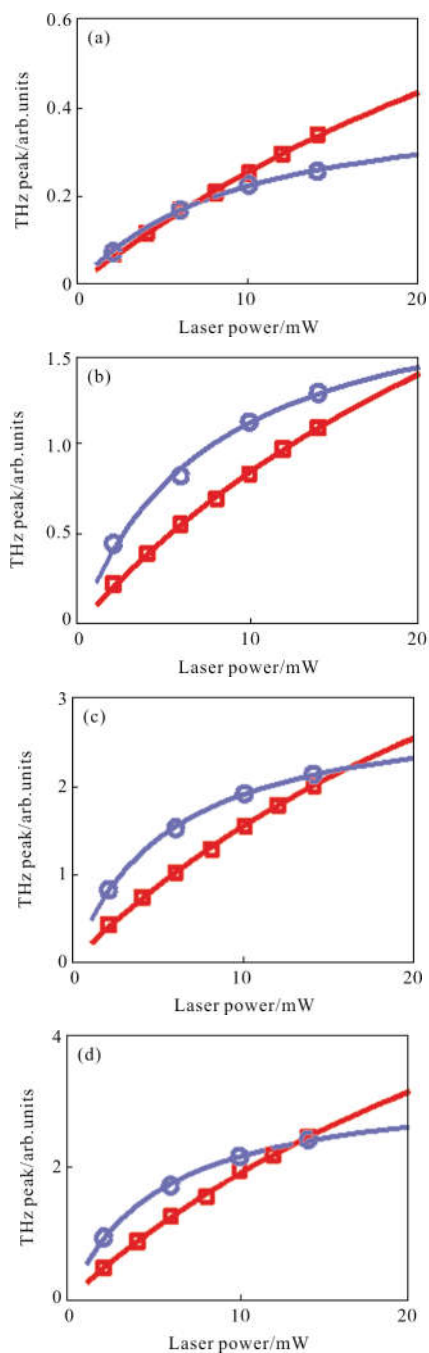 0.6
(a)
0.4
0.2
0
THz peak/arb.units
0
10
20
Laser power/mW
1.5
(b)
1.0
0.5
0
THz peak/arb.units
0
10
20
Laser power/mW
3
(c)
2
1
0
THz peak/arb.units
0
10
20
Laser power/mW
4
(d)
2
0
THz peak/arb.units
0
10
20
Laser power/mW